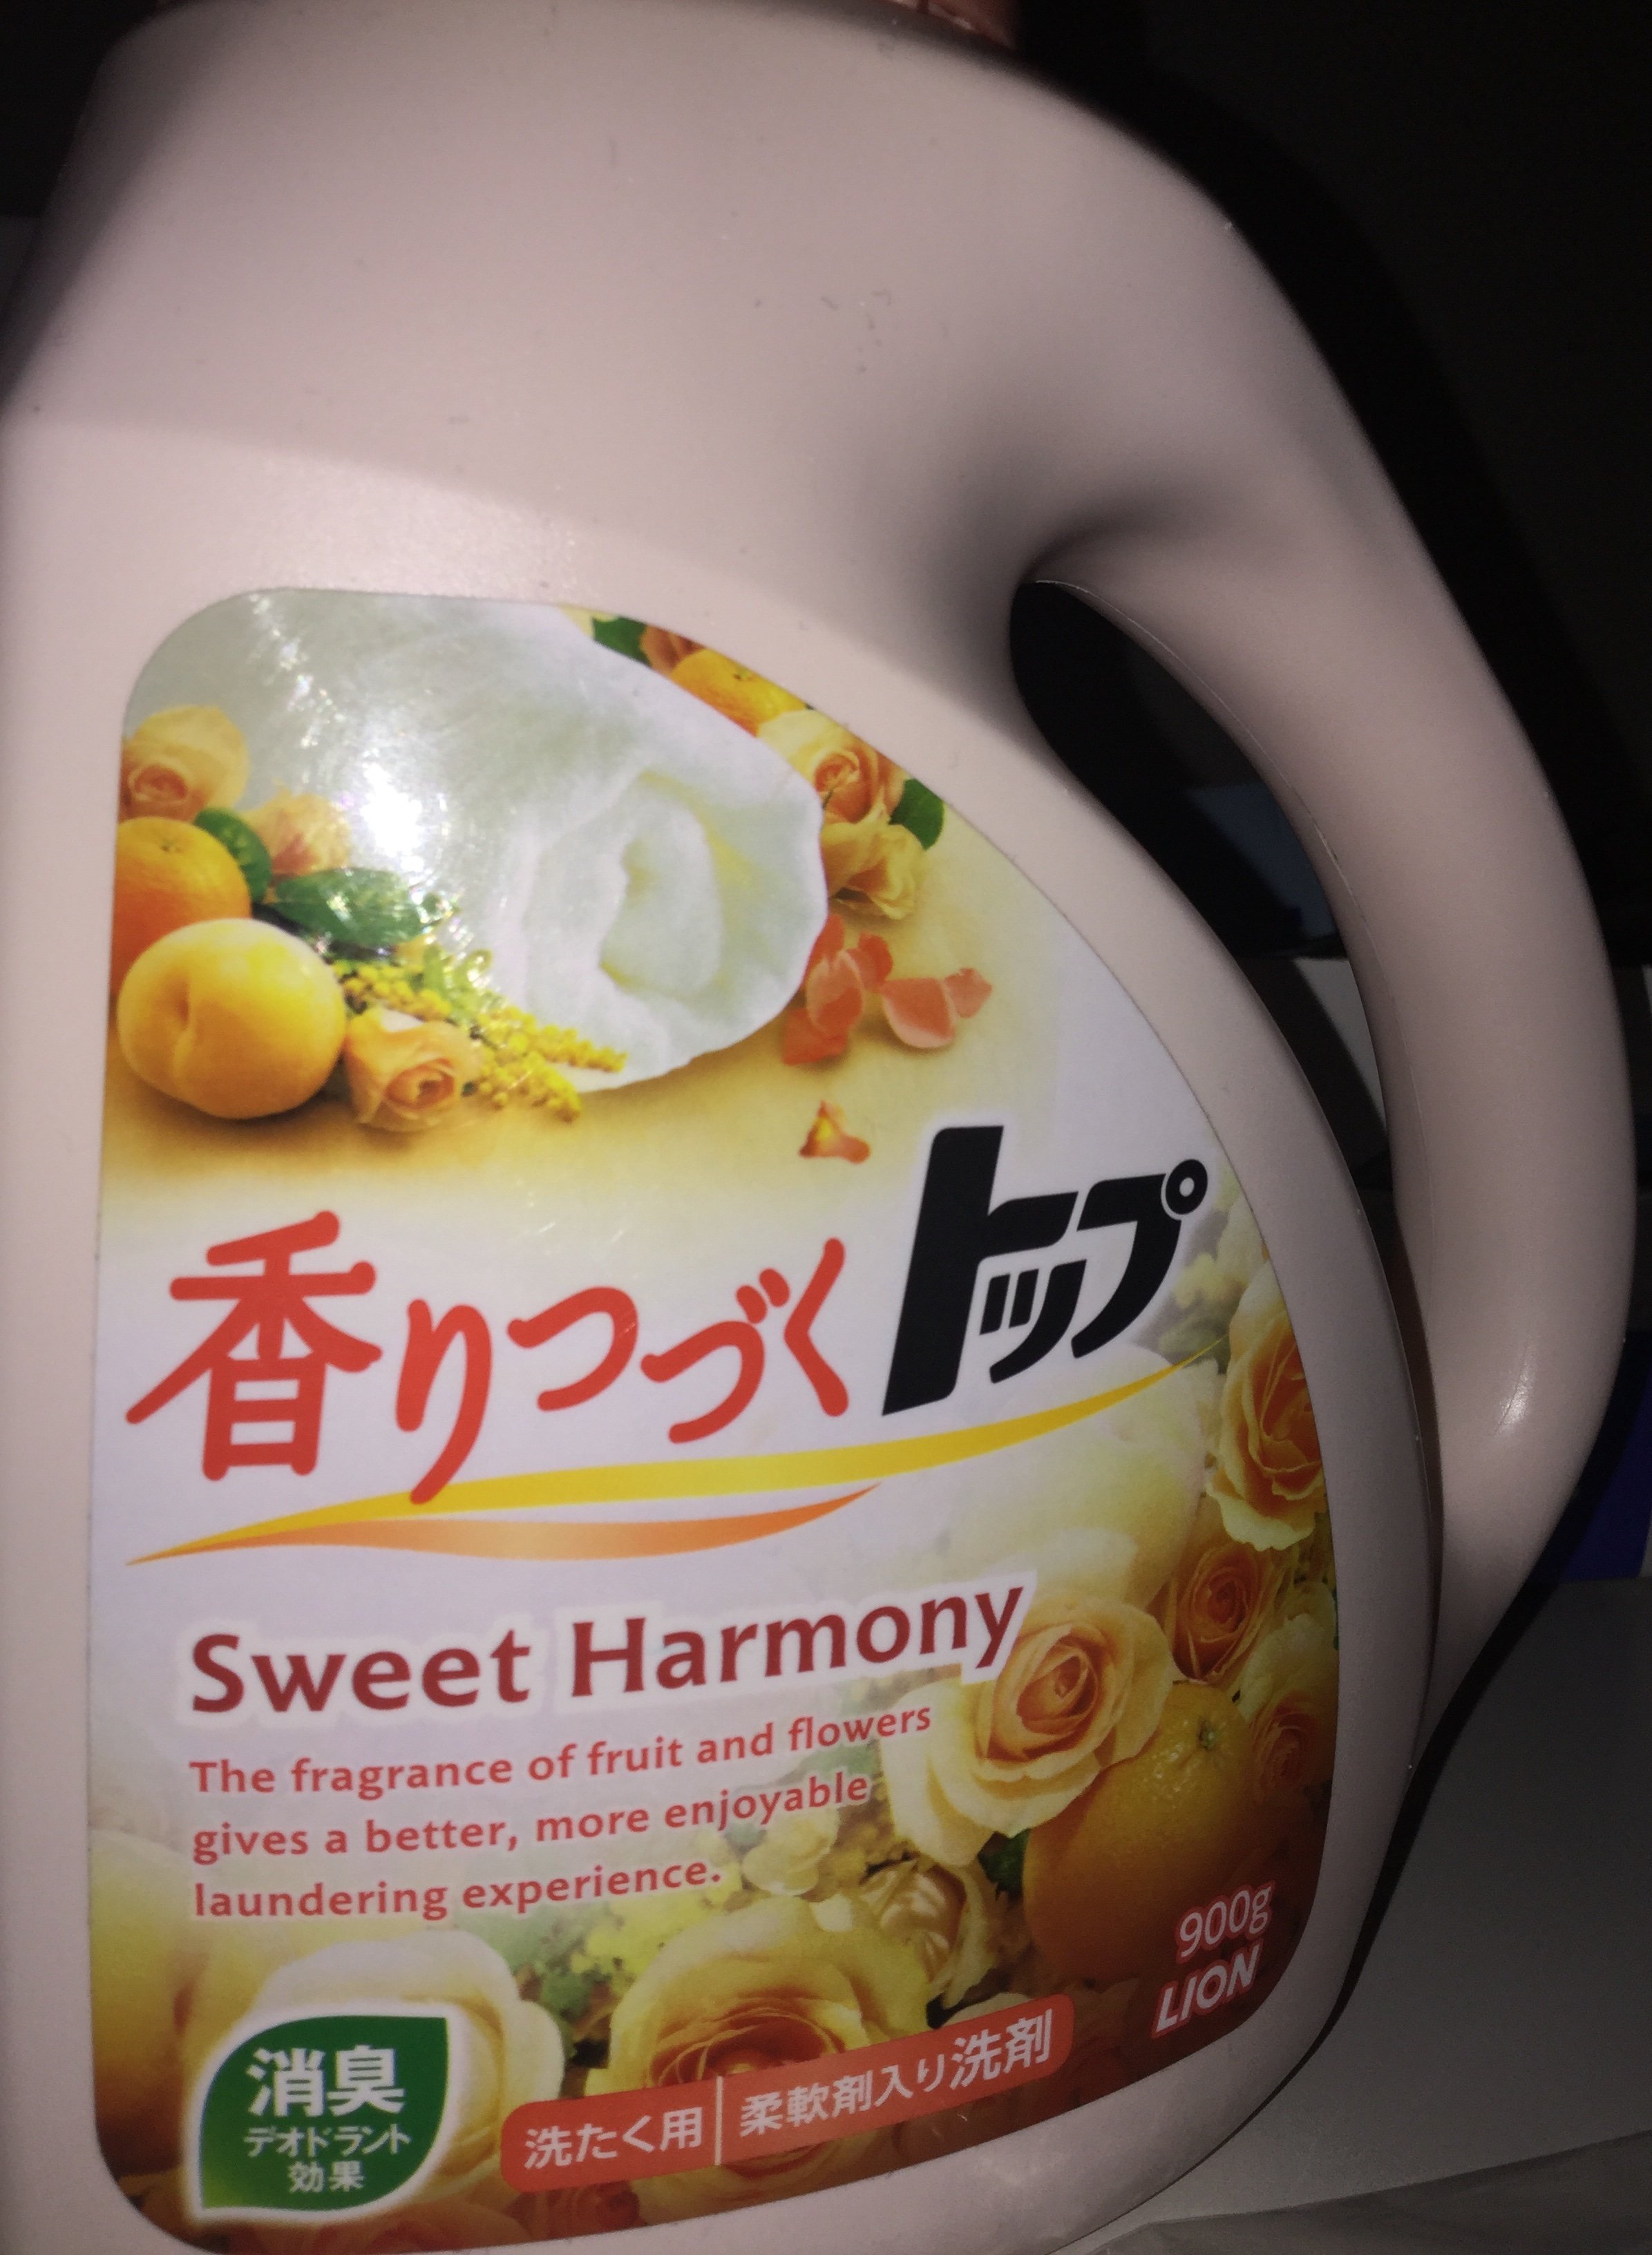 香りつづくトップ
Sweet Harmony
The fragrance of fruit and flowers
gives a better, more enjoyable
laundering experience.
900g
LION
消臭
デオドラント
効果
洗たく用 柔軟剤入り洗剤